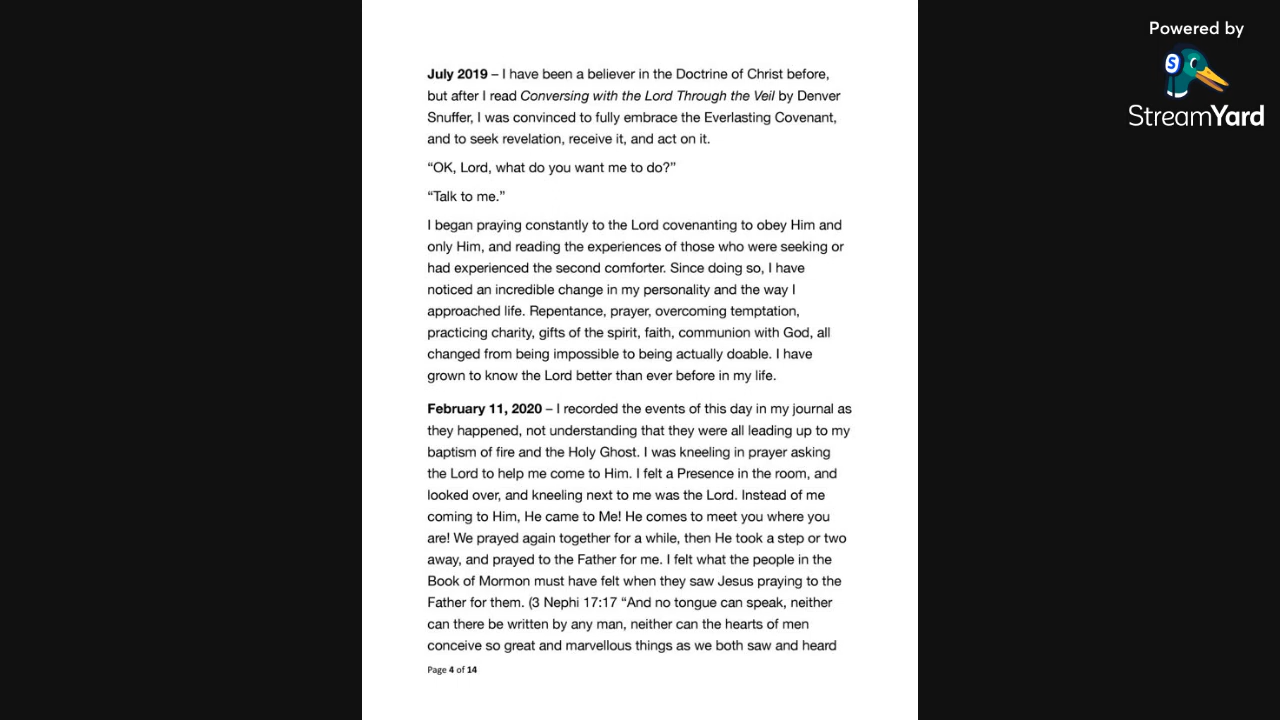 July 2019 – I have been a believer in the Doctrine of Christ before,
but after I read Conversing with the Lord Through the Veil by Denver
Snuffer, I was convinced to fully embrace the Everlasting Covenant,
and to seek revelation, receive it, and act on it.
“OK, Lord, what do you want me to do?”
“Talk to me.”
I began praying constantly to the Lord covenanting to obey Him and
only Him, and reading the experiences of those who were seeking or
had experienced the second comforter. Since doing so, I have
noticed an incredible change in my personality and the way I
approached life. Repentance, prayer, overcoming temptation,
practicing charity, gifts of the spirit, faith, communion with God, all
changed from being impossible to being actually doable. I have
grown to know the Lord better than ever before in my life.
February 11, 2020 – I recorded the events of this day in my journal as
they happened, not understanding that they were all leading up to my
baptism of fire and the Holy Ghost. I was kneeling in prayer asking
the Lord to help me come to Him. I felt a Presence in the room, and
looked over, and kneeling next to me was the Lord. Instead of me
coming to Him, He came to Me! He comes to meet you where you
are! We prayed again together for a while, then He took a step or two
away, and prayed to the Father for me. I felt what the people in the
Book of Mormon must have felt when they saw Jesus praying to the
Father for them. (3 Nephi 17:17 “And no tongue can speak, neither
can there be written by any man, neither can the hearts of men
conceive so great and marvellous things as we both saw and heard
Page 4 of 14
Powered by
S
StreamYard